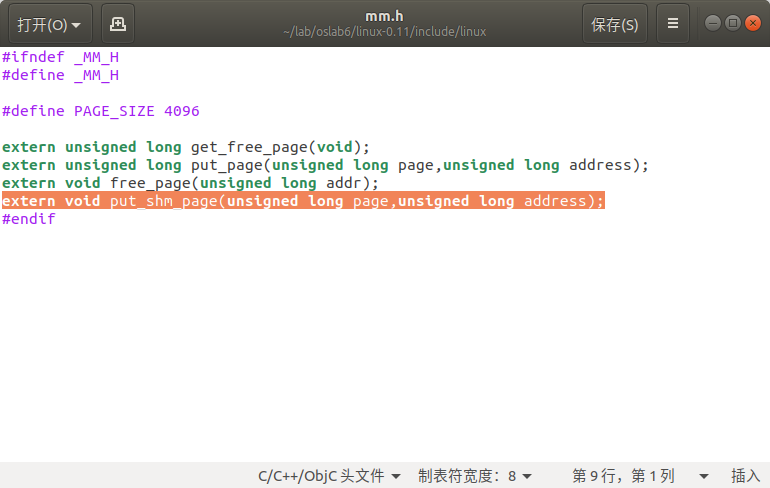 打开(O)
mm.h
~/lab/oslab6/linux-0.11/include/linux
保存(S)
#ifndef _MM_H
#define _MM_H
#define PAGE_SIZE 4096
extern unsigned long get_free_page(void);
extern unsigned long put_page(unsigned long page,unsigned long address);
extern void free_page(unsigned long addr);
extern void put_shm_page(unsigned long page,unsigned long address);
#endif
C/C++/ObjC 头文件 制表符宽度：8 第 9 行，第 1 列 插入